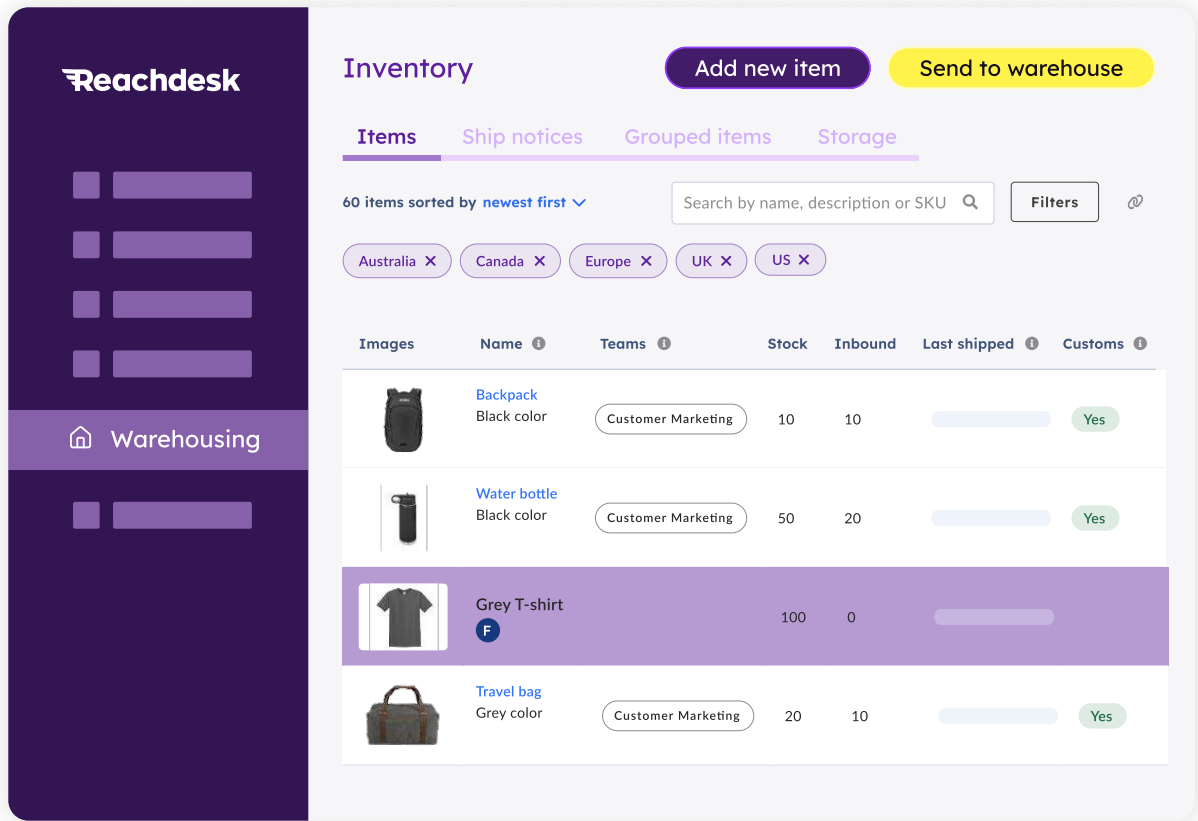 Reachdesk
Warehousing
Inventory
Add new item
Send to warehouse
Items Ship notices Grouped items Storage
60 items sorted by newest first
Search by name, description or SKU
Filters
Australia Canada Europe UK US
Images Name Teams Stock Inbound Last shipped Customs
Backpack
Black color
Customer Marketing 10 10 Yes
Water bottle
Black color
Customer Marketing 50 20 Yes
Grey T-shirt
F
100 0
Travel bag
Grey color
Customer Marketing 20 10 Yes